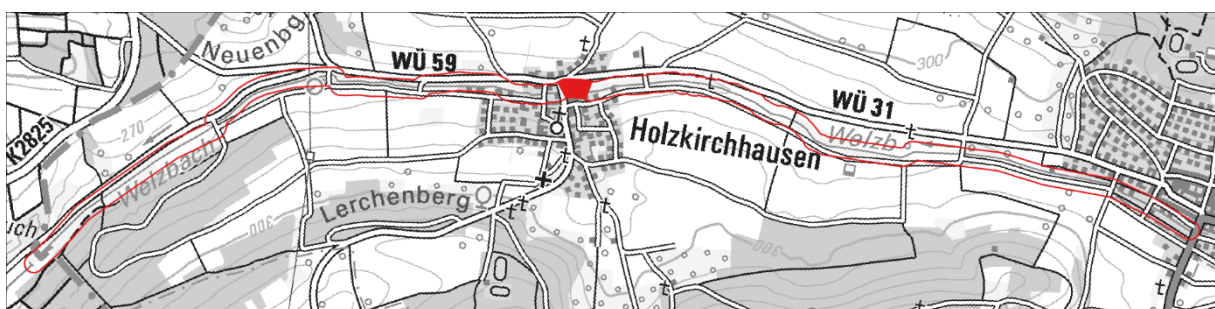 Neuenbg
WÜ 59
300
WÜ 31
K2825
270
Welzbach
Holzkirchhausen
Welzb
Lerchenberg
uch
300
300